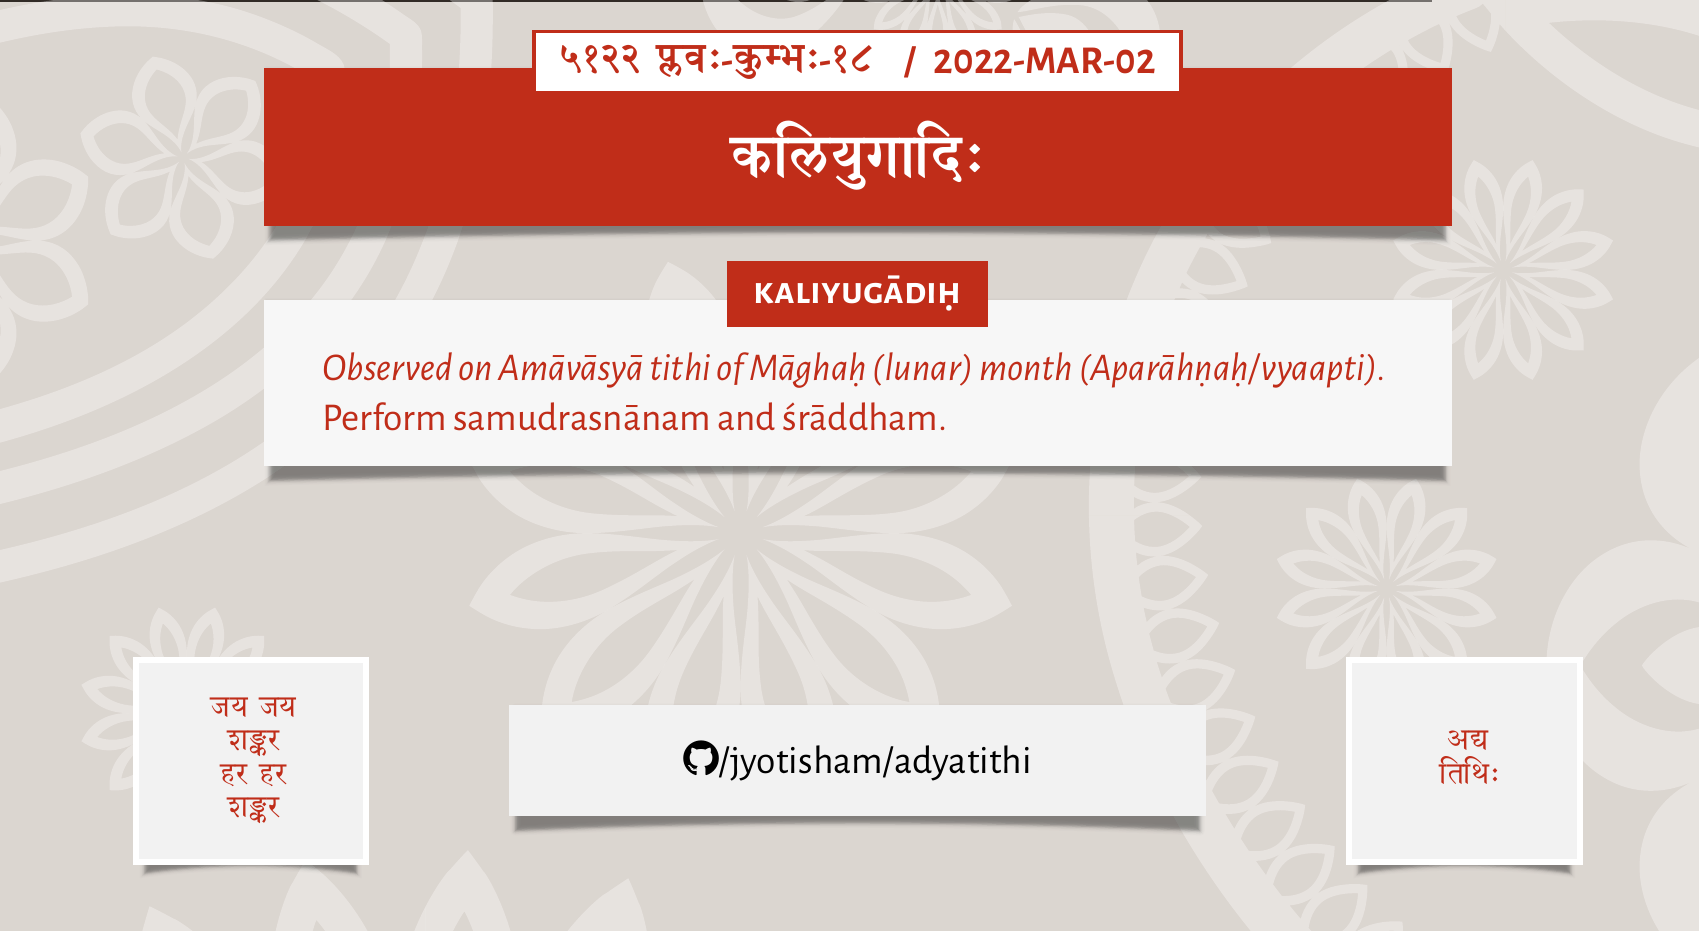 ५१२२ प्लवः-कुम्भः-१८ / 2022-MAR-02
कलियुगादिः
KALIYUGĀDIḤ
Observed on Amāvāsyā tithi of Māghaḥ (lunar) month (Aparāhṇaḥ/vyaapti).
Perform samudrasnānam and śrāddham.
जय जय
शङ्कर
हर हर
शङ्कर
/jyotisham/adyatithi
अद्य
तिथिः